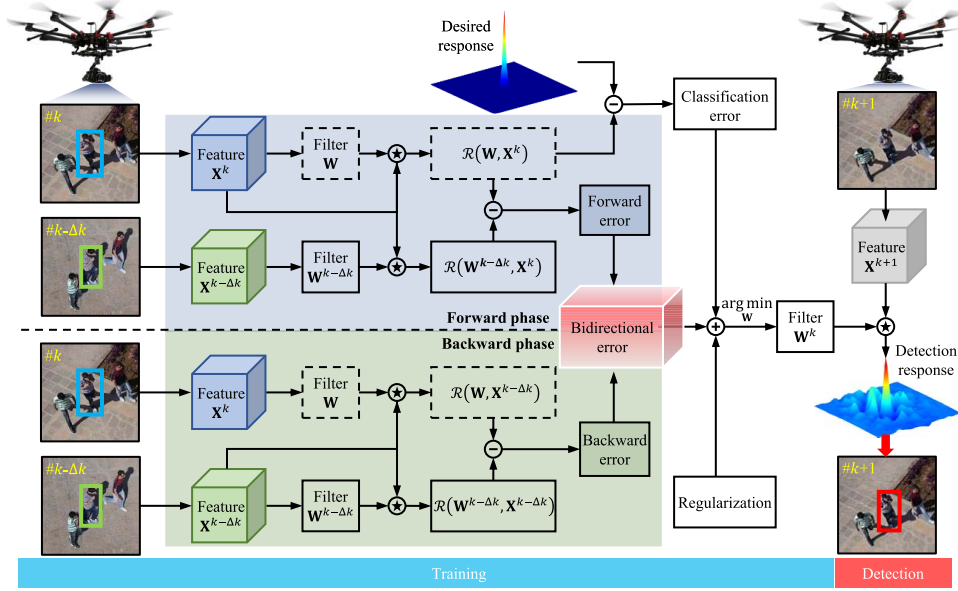 Desired
response
#k
#k+1
Classification
error
Feature
X^k
Filter
W
ℛ(W, X^k)
Forward
error
#k-Δk
Feature
X^{k-Δk}
Filter
W^{k-Δk}
ℛ(W^{k-Δk}, X^k)
Feature
X^{k+1}
Forward phase
Backward phase
Bidirectional
error
arg min
W
Filter
W^k
#k
Feature
X^k
Filter
W
ℛ(W, X^{k-Δk})
Backward
error
Detection
response
#k-Δk
Feature
X^{k-Δk}
Filter
W^{k-Δk}
ℛ(W^{k-Δk}, X^{k-Δk})
Regularization
#k+1
Training
Detection